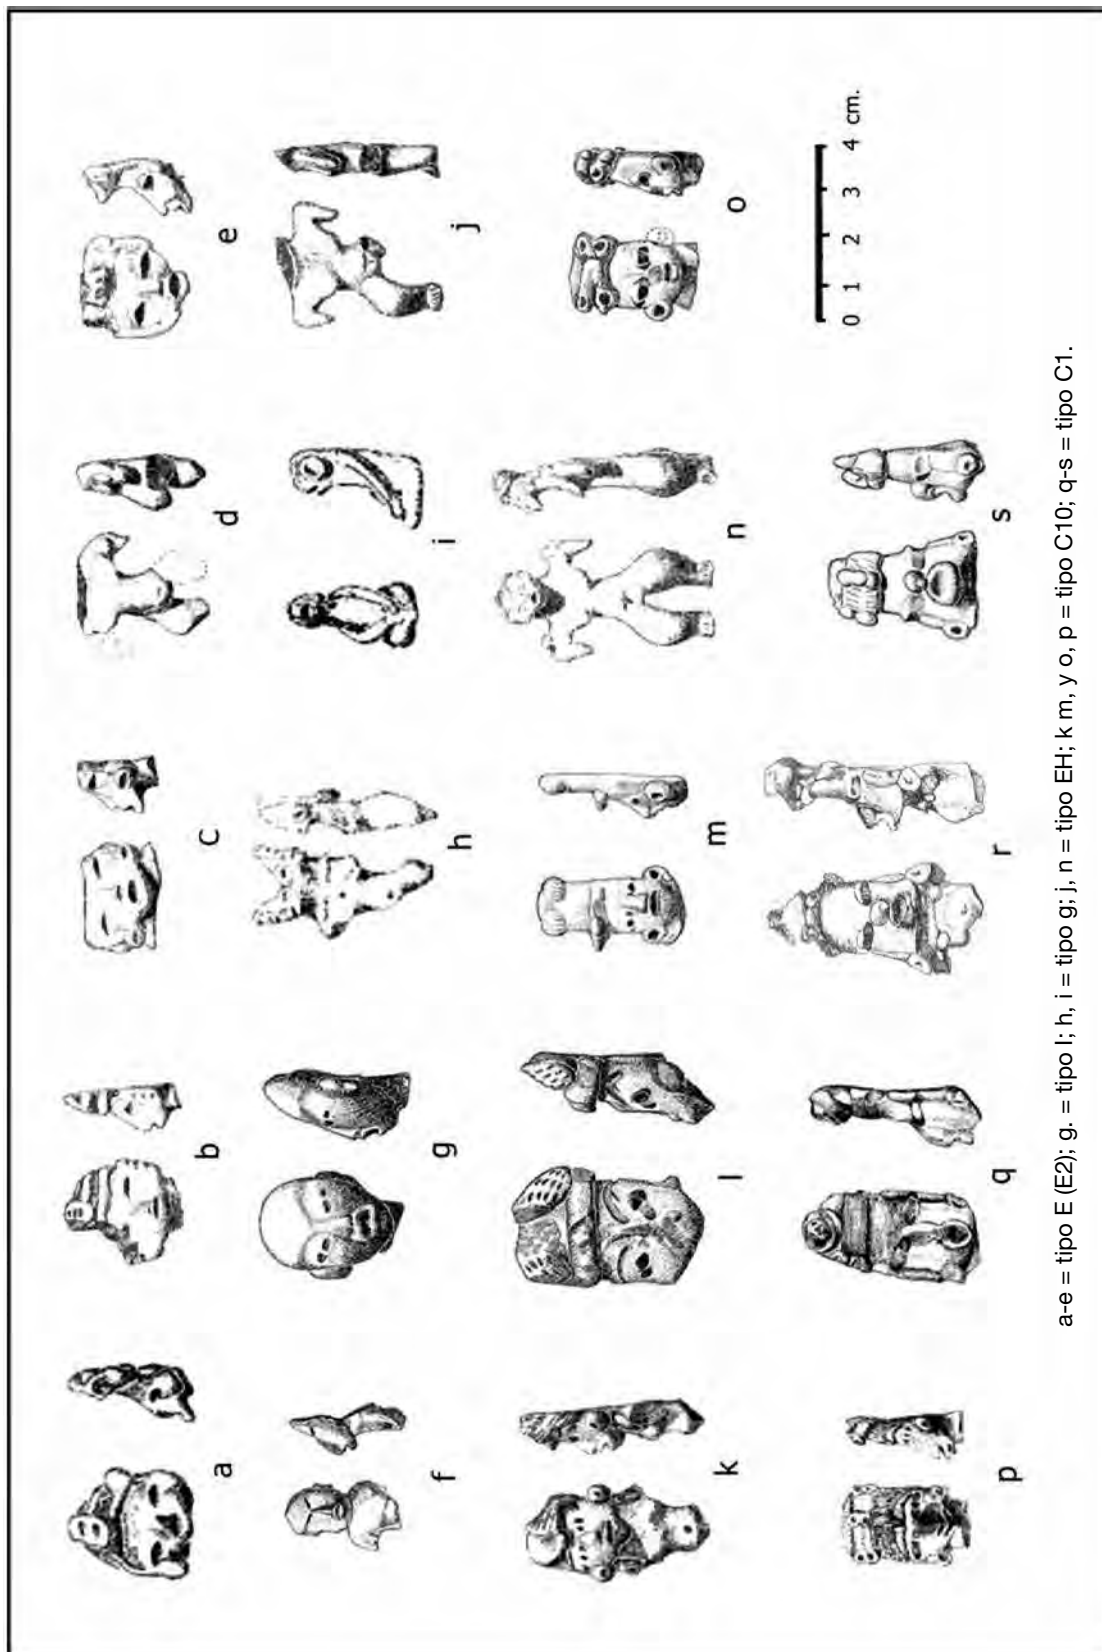 a
b
c
d
e
f
g
h
i
j
k
l
m
n
o
p
q
r
s
0 1 2 3 4 cm.
a-e = tipo E (E2); g. = tipo I; h, i = tipo g; j, n = tipo EH; k m, y o, p = tipo C10; q-s = tipo C1.